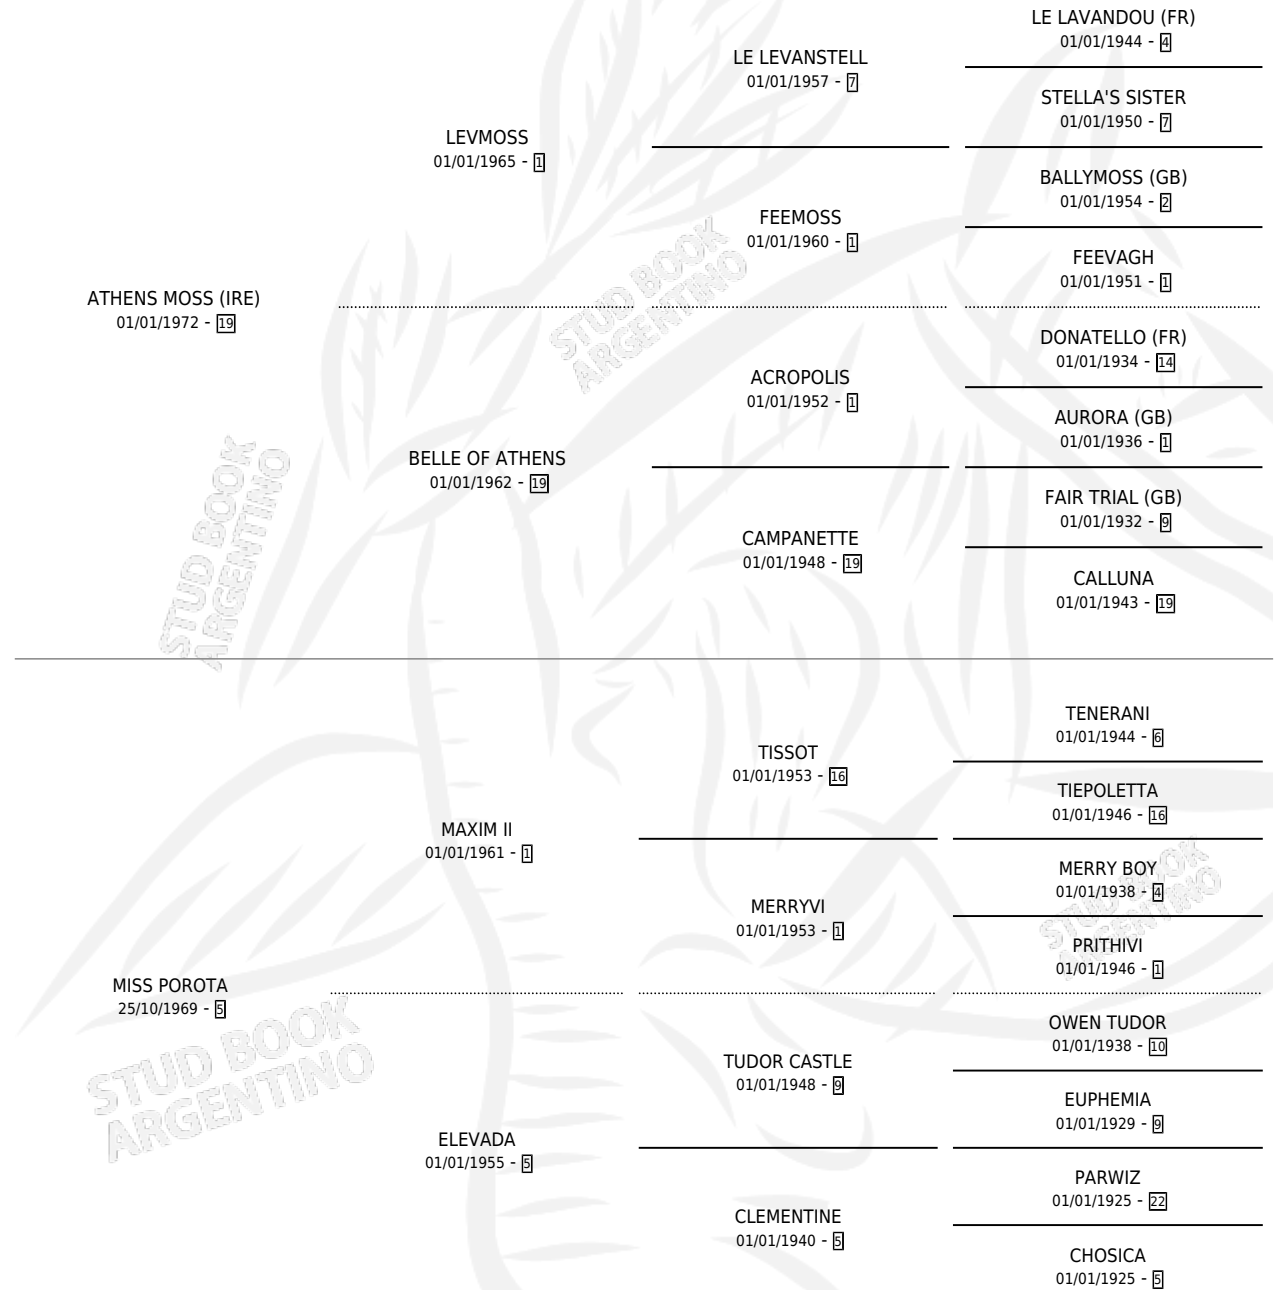 LE LAVANDOU (FR)
01/01/1944 - 4
LE LEVANSTELL
01/01/1957 - 7
STELLA'S SISTER
01/01/1950 - 7
LEVMOSS
01/01/1965 - 1
BALLYMOSS (GB)
01/01/1954 - 2
FEEMOSS
01/01/1960 - 1
FEEVAGH
01/01/1951 - 1
ATHENS MOSS (IRE)
01/01/1972 - 19
DONATELLO (FR)
01/01/1934 - 14
ACROPOLIS
01/01/1952 - 1
AURORA (GB)
01/01/1936 - 1
BELLE OF ATHENS
01/01/1962 - 19
FAIR TRIAL (GB)
01/01/1932 - 9
CAMPANETTE
01/01/1948 - 19
CALLUNA
01/01/1943 - 19
TENERANI
01/01/1944 - 6
TISSOT
01/01/1953 - 16
TIEPOLETTA
01/01/1946 - 16
MAXIM II
01/01/1961 - 1
MERRY BOY
01/01/1938 - 4
MERRYVI
01/01/1953 - 1
PRITHIVI
01/01/1946 - 1
MISS POROTA
25/10/1969 - 5
OWEN TUDOR
01/01/1938 - 10
TUDOR CASTLE
01/01/1948 - 9
EUPHEMIA
01/01/1929 - 9
ELEVADA
01/01/1955 - 5
PARWIZ
01/01/1925 - 22
CLEMENTINE
01/01/1940 - 5
CHOSICA
01/01/1925 - 5
STUD BOOK
ARGENTINO
STUD BOOK
ARGENTINO
STUD BOOK
ARGENTINO
STUD BOOK
ARGENTINO